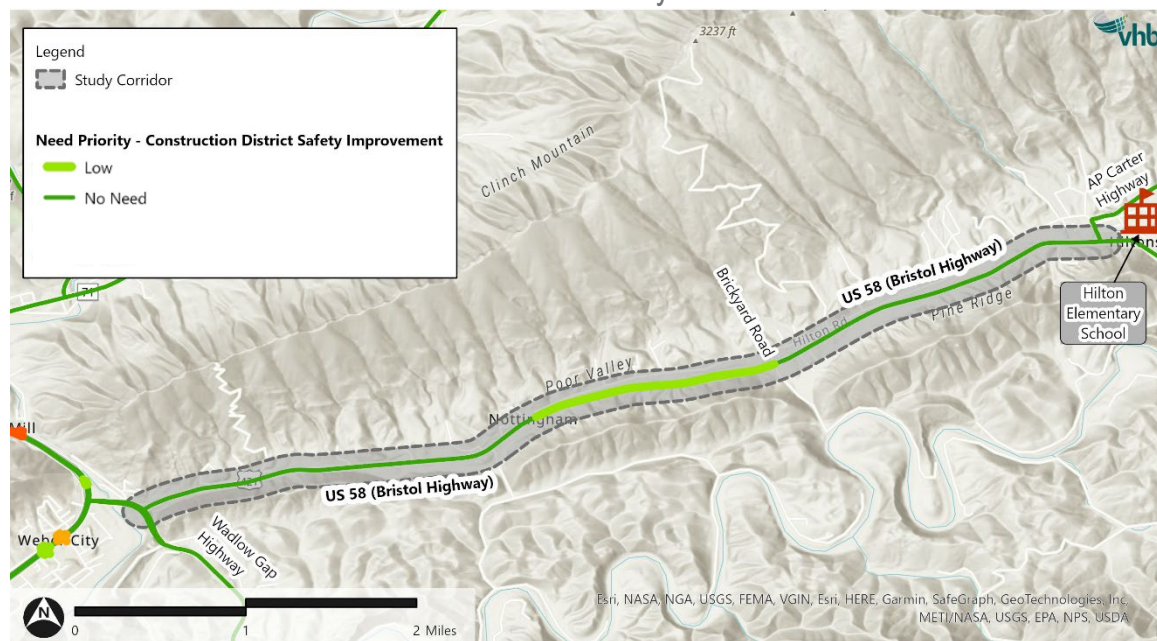 Legend
Study Corridor
Need Priority - Construction District Safety Improvement
Low
No Need
3237 ft
vhb
Clinch Mountain
AP Carter
Highway
71
US 58 (Bristol Highway)
Hilton
Elementary
School
Brickyard Road
Hilton Rd
Pine Ridge
Poor Valley
Nottingham
US 58 (Bristol Highway)
Weber City
Wadlow Gap
Highway
N
0
1
2 Miles
Esri, NASA, NGA, USGS, FEMA, VGIN, Esri, HERE, Garmin, SafeGraph, GeoTechnologies, Inc,
METI/NASA, USGS, EPA, NPS, USDA